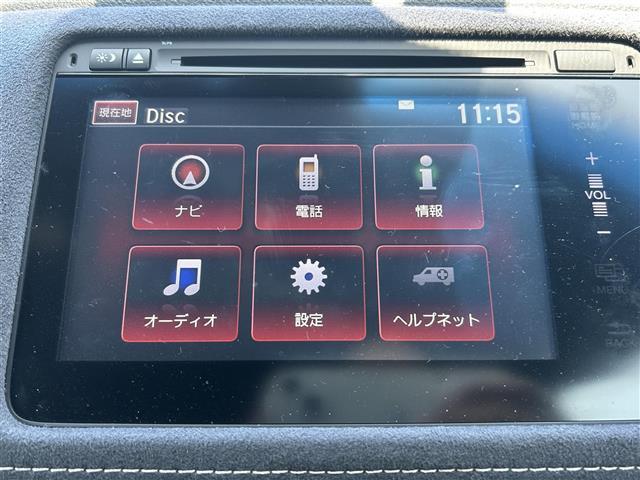 現在地 Disc 11:15
ナビ 電話 情報
オーディオ 設定 ヘルプネット
+
VOL
-
MENU
BACK